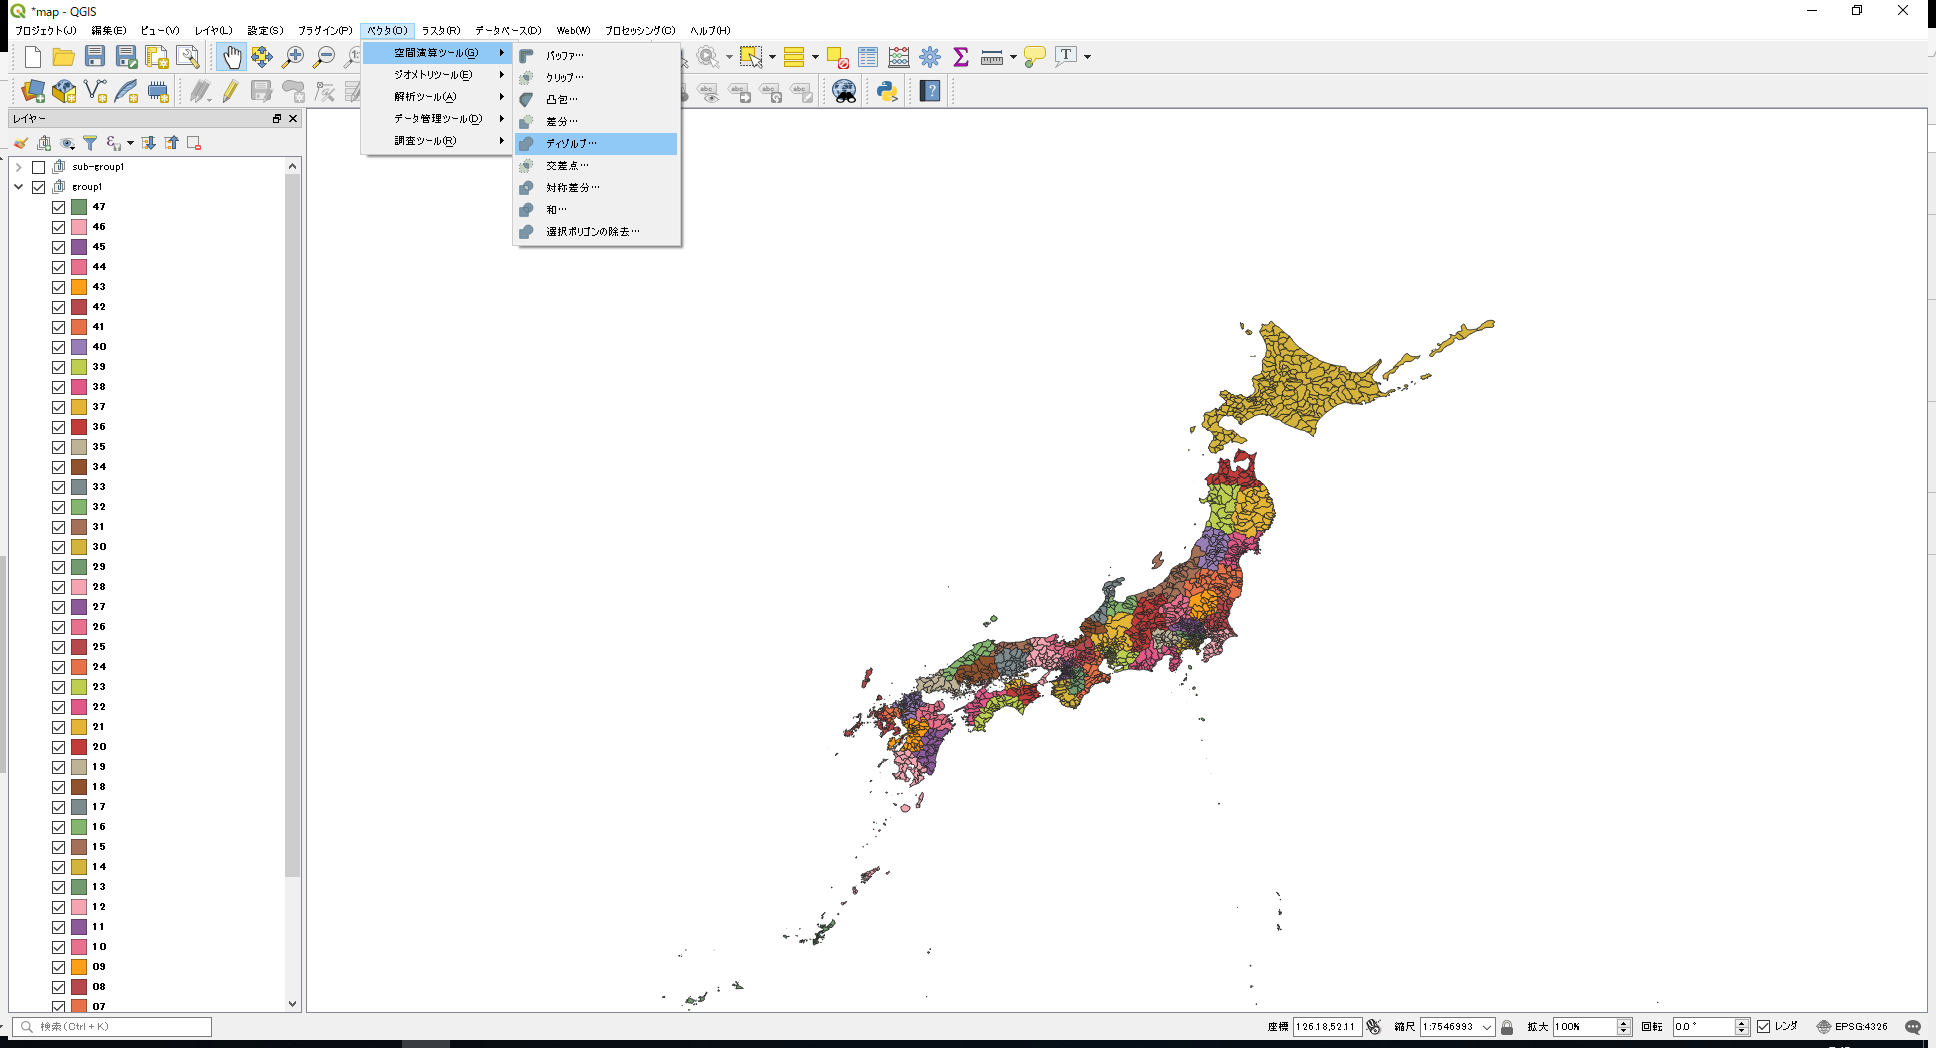 *map - QGIS
プロジェクト(J) 編集(E) ビュー(V) レイヤ(L) 設定(S) プラグイン(P) ベクタ(O) ラスタ(R) データベース(D) Web(W) プロセッシング(C) ヘルプ(H)
空間演算ツール(G)
ジオメトリツール(E)
解析ツール(A)
データ管理ツール(D)
調査ツール(R)
バッファ…
クリップ…
凸包…
差分…
ディゾルブ…
交差点…
対称差分…
和…
選択ポリゴンの除去…
レイヤー
sub-group1
group1
47
46
45
44
43
42
41
40
39
38
37
36
35
34
33
32
31
30
29
28
27
26
25
24
23
22
21
20
19
18
17
16
15
14
13
12
11
10
09
08
07
検索(Ctrl + K)
座標 126.18,52.11 縮尺 1:7546993 拡大 100% 回転 0.0 ° レンダ EPSG:4326